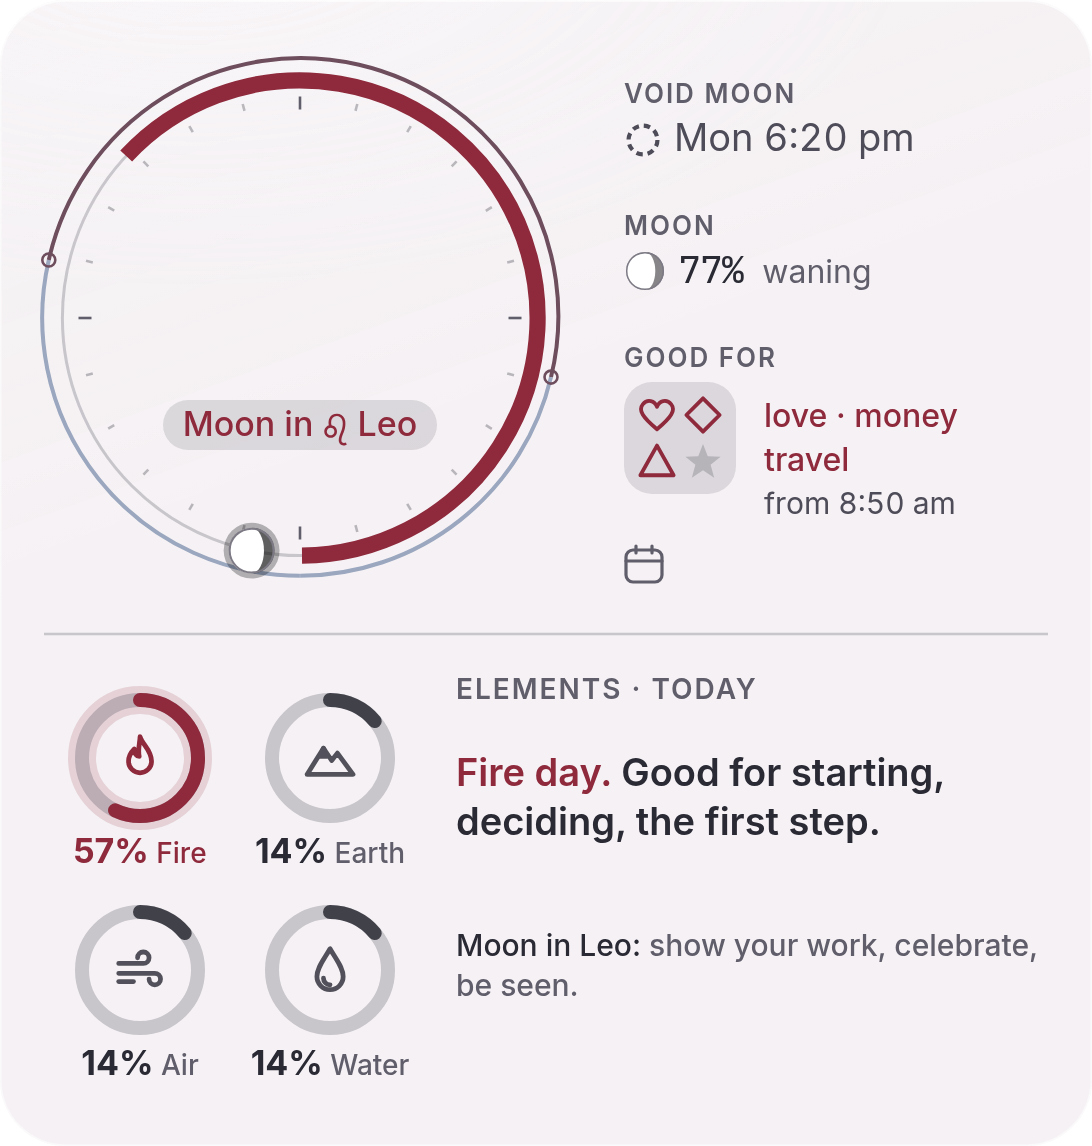 Moon in ♌ Leo
VOID MOON
Mon 6:20 pm
MOON
77% waning
GOOD FOR
love · money
travel
from 8:50 am
57% Fire
14% Earth
14% Air
14% Water
ELEMENTS · TODAY
Fire day. Good for starting,
deciding, the first step.
Moon in Leo: show your work, celebrate,
be seen.